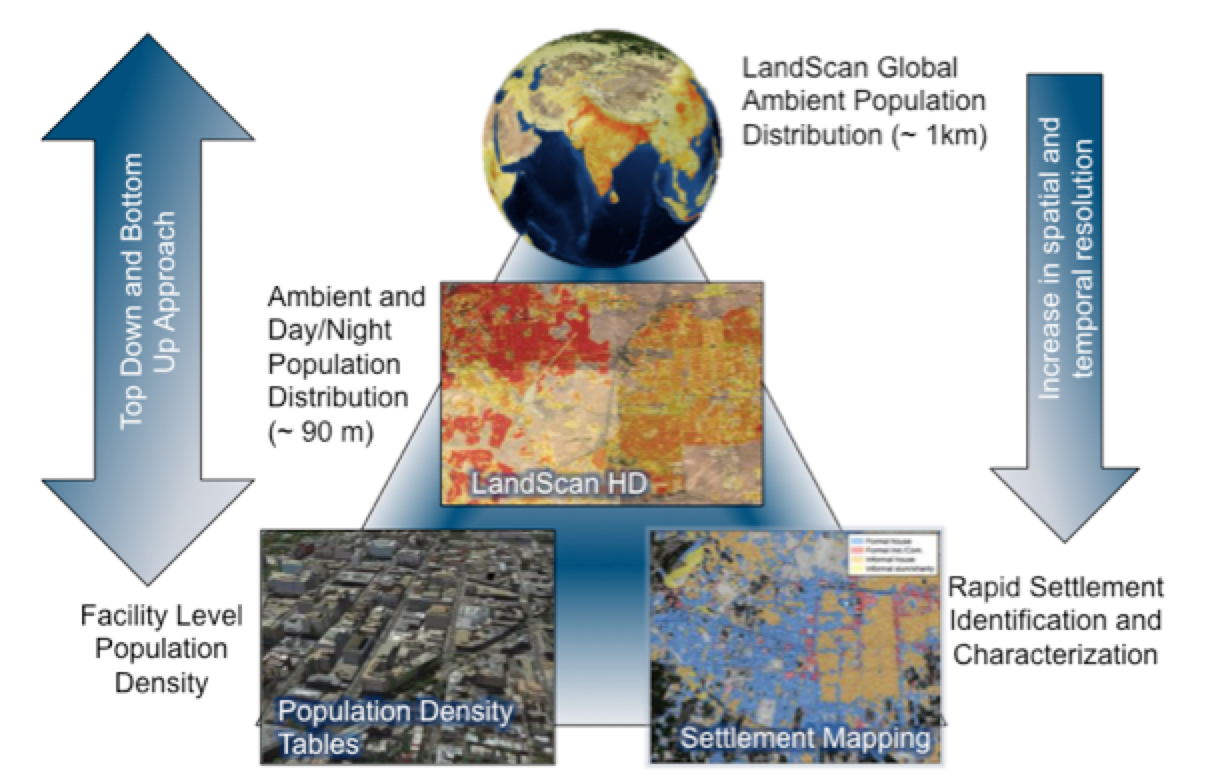 LandScan Global
Ambient Population
Distribution (~ 1km)
Top Down and Bottom
Up Approach
Increase in spatial and
temporal resolution
Ambient and
Day/Night
Population
Distribution
(~ 90 m)
LandScan HD
Facility Level
Population
Density
Population Density
Tables
Formal house
Formal Ind./Com.
Informal house
Settlement Mapping
Rapid Settlement
Identification and
Characterization